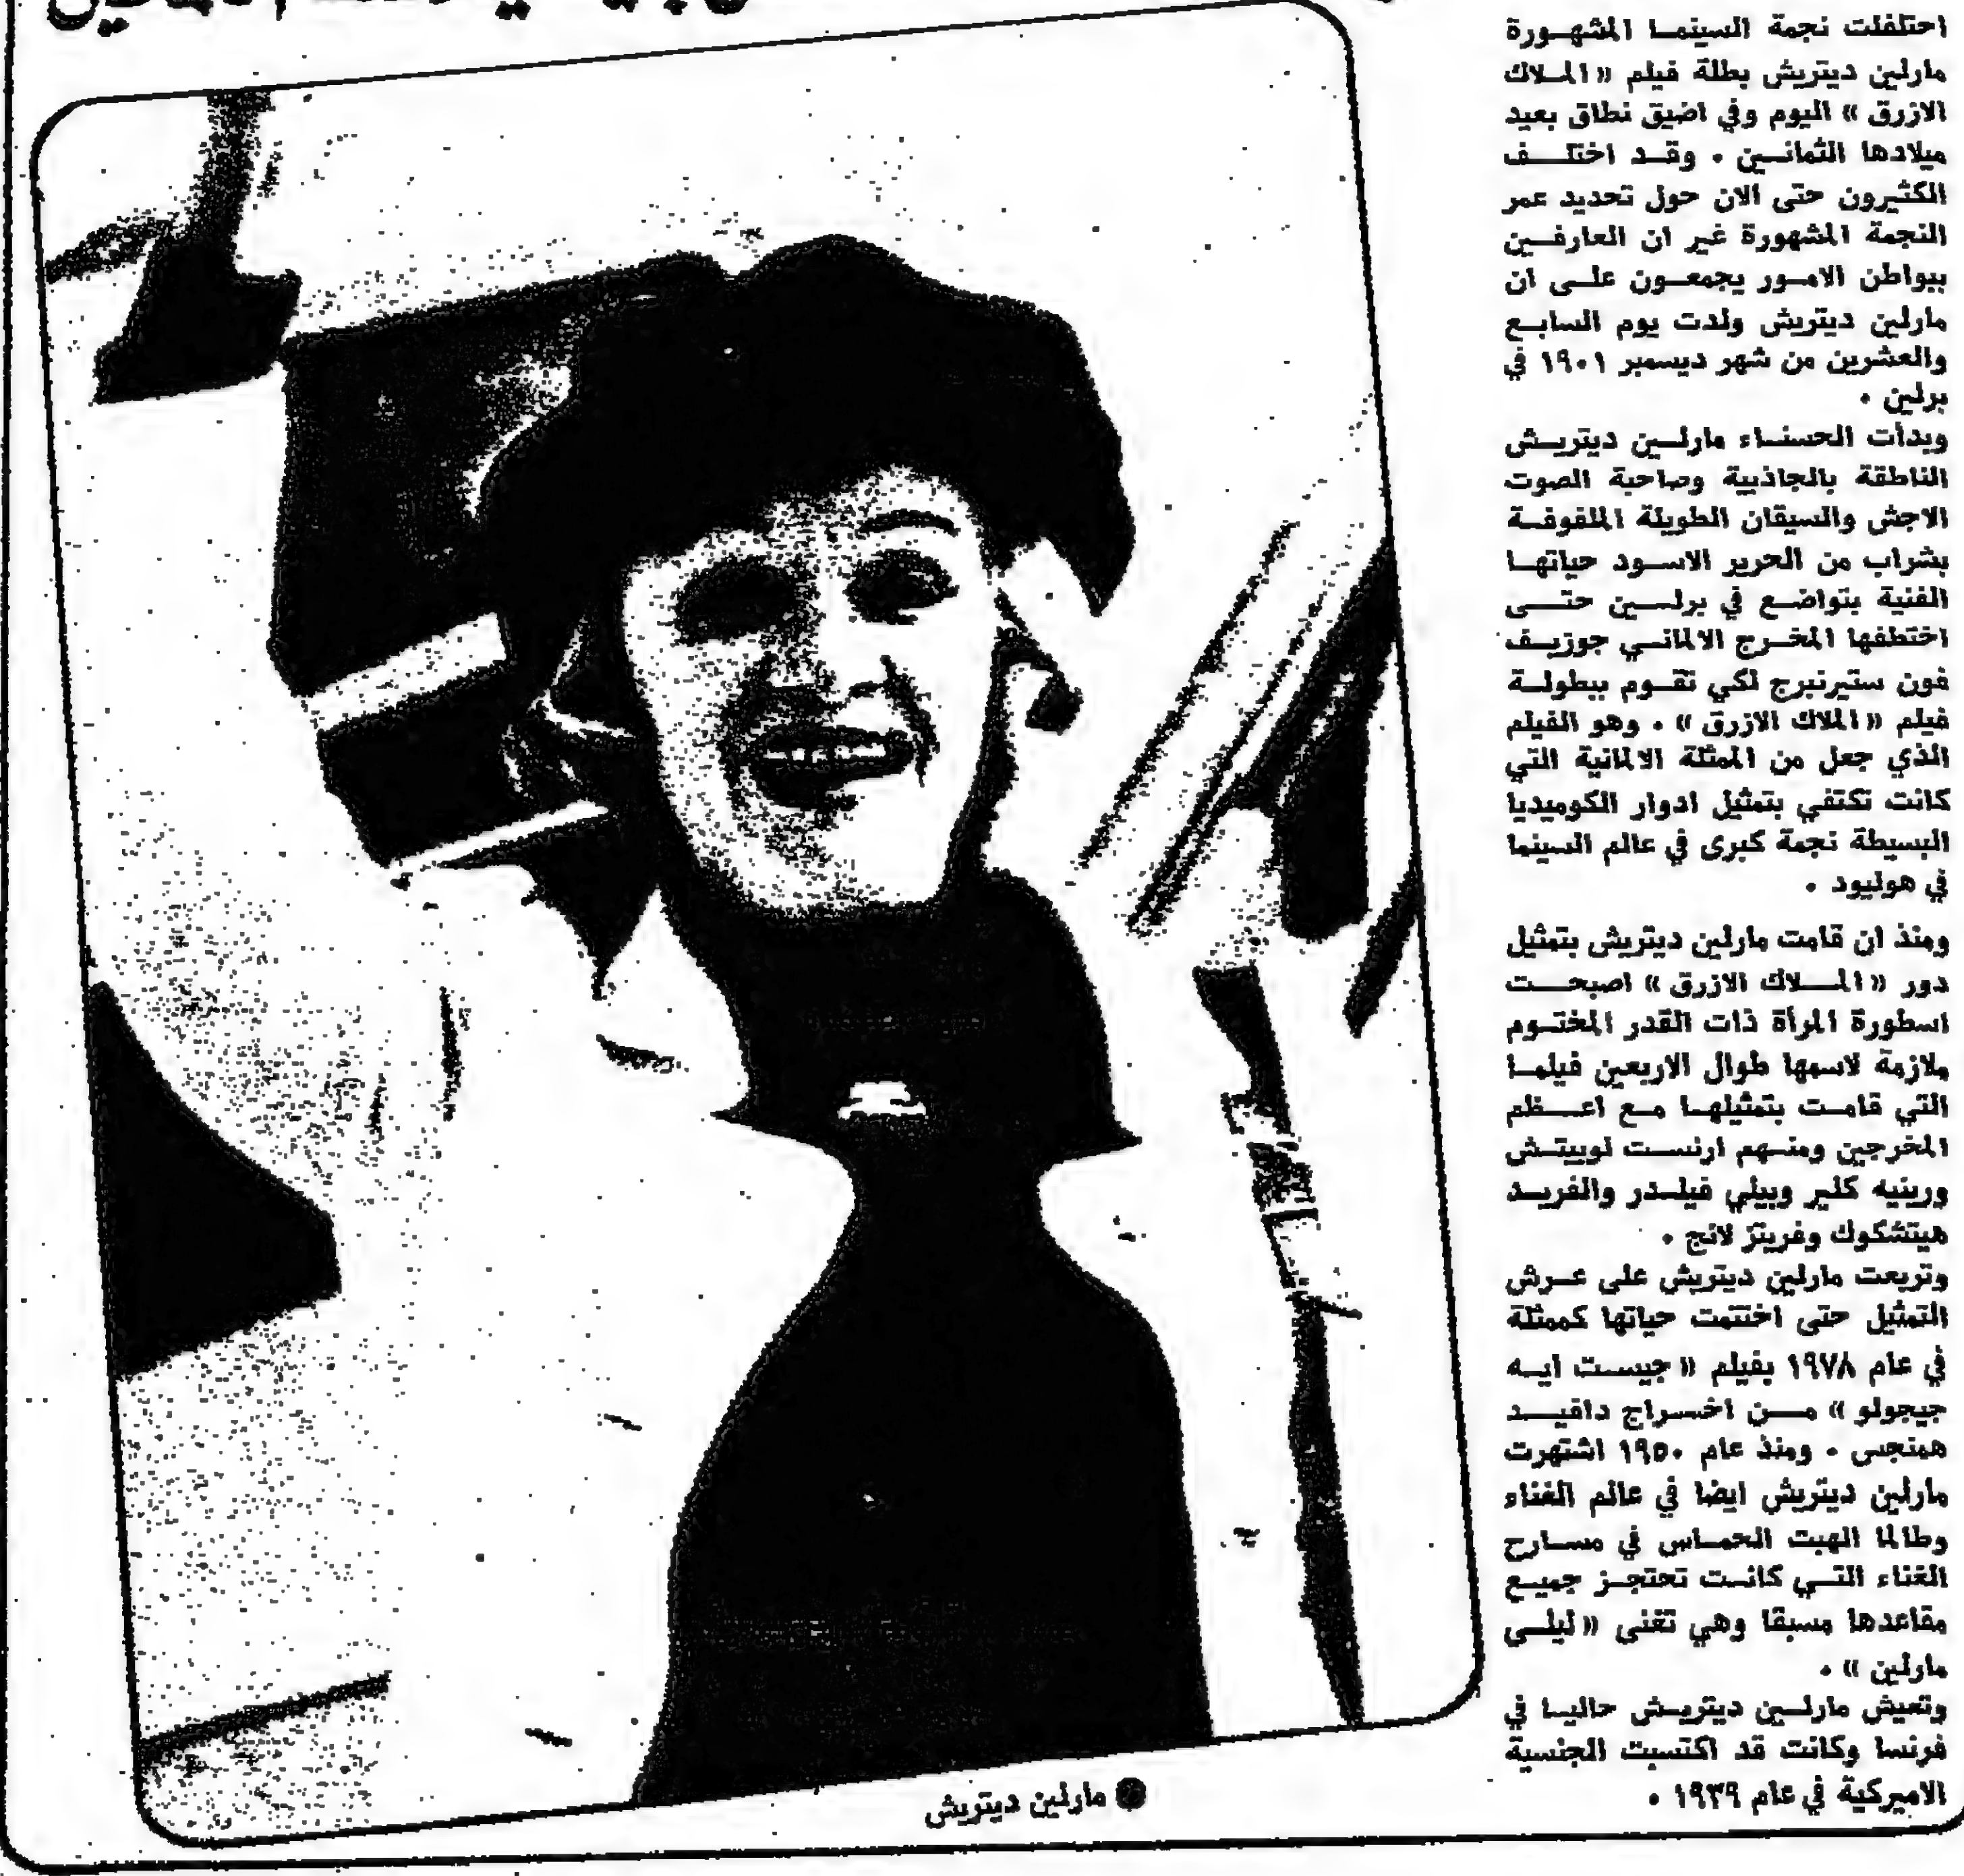 احتلفلت نجمة السينما المشهورة
مارلين ديتريش بطلة فيلم « الملاك
الازرق » اليوم وفي اضيق نطاق بعيد
ميلادها الثمانين . وقد اختلف
الكثيرون حتى الان حول تحديد عمر
النجمة المشهورة غير ان العارفين
ببواطن الامور يجمعون على ان
مارلين ديتريش ولدت يوم السابع
والعشرين من شهر ديسمبر ١٩٠١ في
برلين .
وبدأت الحسناء مارلين ديتريش
الناطقة بالجاذبية وصاحبة الصوت
الاجش والسيقان الطويلة الملفوفة
بشراب من الحرير الاسود حياتها
الفنية بتواضع في برلين حتى
اختطفها المخرج الالماني جوزيف
فون ستيرنبرج لكي تقوم ببطولة
فيلم « الملاك الازرق » . وهو الفيلم
الذي جعل من الممثلة الالمانية التي
كانت تكتفي بتمثيل ادوار الكوميديا
البسيطة نجمة كبرى في عالم السينما
في هوليود .
ومنذ ان قامت مارلين ديتريش بتمثيل
دور « الملاك الازرق » اصبحت
اسطورة المرأة ذات القدر المختوم
ملازمة لاسمها طوال الاربعين فيلما
التي قامت بتمثيلها مع اعظم
المخرجين ومنهم ارنست لوبيتش
ورينيه كلير وبيلي فيلدر والفريد
هيتشكوك وفريتز لانج .
وتربعت مارلين ديتريش على عرش
التمثيل حتى اختتمت حياتها كممثلة
في عام ١٩٧٨ بفيلم « جيست ايه
جيجولو » من اخراج دافيد
همنجس . ومنذ عام ١٩٥٠ اشتهرت
مارلين ديتريش ايضا في عالم الغناء
وطالما الهبت الحماس في مسارح
الغناء التي كانت تحتجز جميع
مقاعدها مسبقا وهي تغنى « ليلى
مارلين » .
وتعيش مارلين ديتريش حاليا في
فرنسا وكانت قد اكتسبت الجنسية
الاميركية في عام ١٩٣٩ .
● مارلين ديتريش